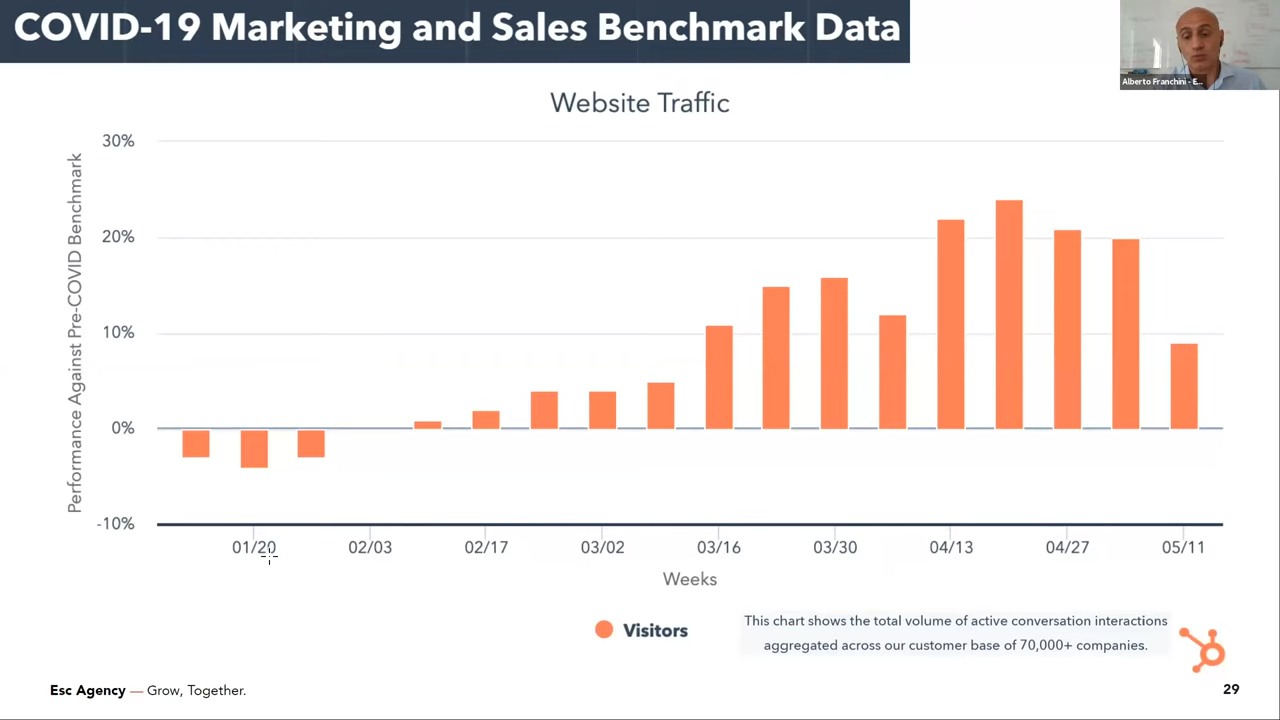 COVID-19 Marketing and Sales Benchmark Data
Alberto Franchini - E...
Website Traffic
Performance Against Pre-COVID Benchmark
30%
20%
10%
0%
-10%
01/20 02/03 02/17 03/02 03/16 03/30 04/13 04/27 05/11
Weeks
Visitors
This chart shows the total volume of active conversation interactions
aggregated across our customer base of 70,000+ companies.
Esc Agency — Grow, Together.
29